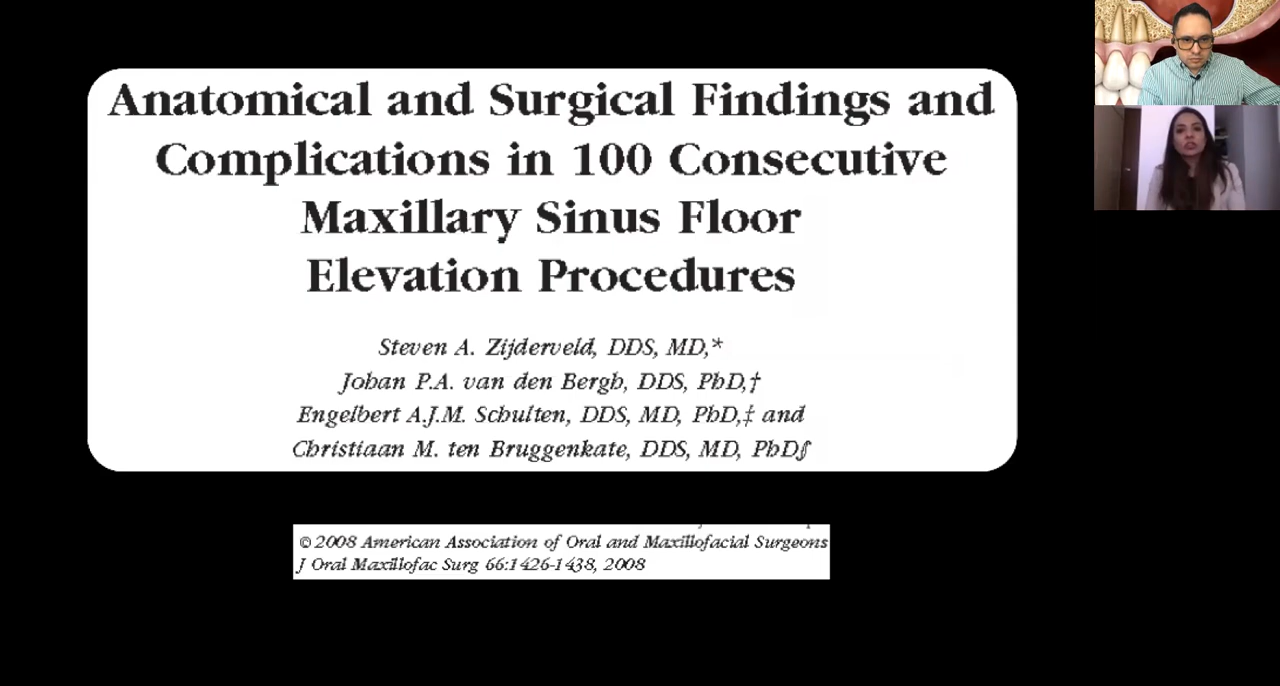 Anatomical and Surgical Findings and
Complications in 100 Consecutive
Maxillary Sinus Floor
Elevation Procedures
Steven A. Zijderveld, DDS, MD,*
Johan P.A. van den Bergh, DDS, PhD,†
Engelbert A.J.M. Schulten, DDS, MD, PhD,‡ and
Christiaan M. ten Bruggenkate, DDS, MD, PhD§
© 2008 American Association of Oral and Maxillofacial Surgeons
J Oral Maxillofac Surg 66:1426-1438, 2008